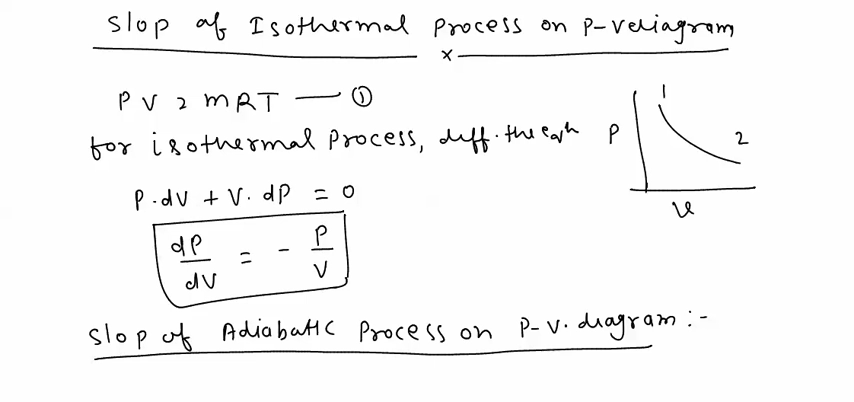 Slop of Isothermal Process on P-V diagram
x
P V = mRT — ①
for isothermal Process, diff. the eqn
P
1
2
V
P.dV + V.dP = 0
dP/dV = - P/V
Slop of Adiabatic Process on P-V. diagram:-